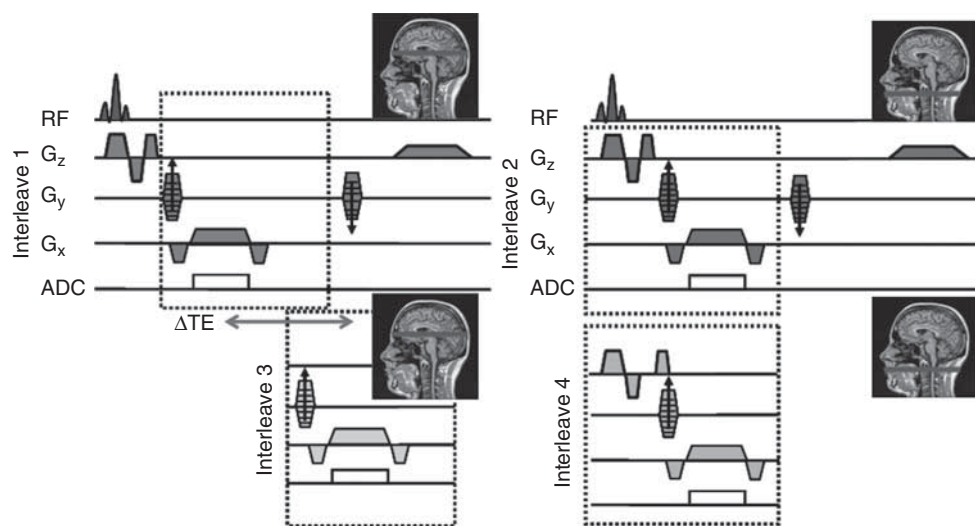 Interleave 1
RF
Gz
Gy
Gx
ADC
ΔTE
Interleave 3
Interleave 2
RF
Gz
Gy
Gx
ADC
Interleave 4